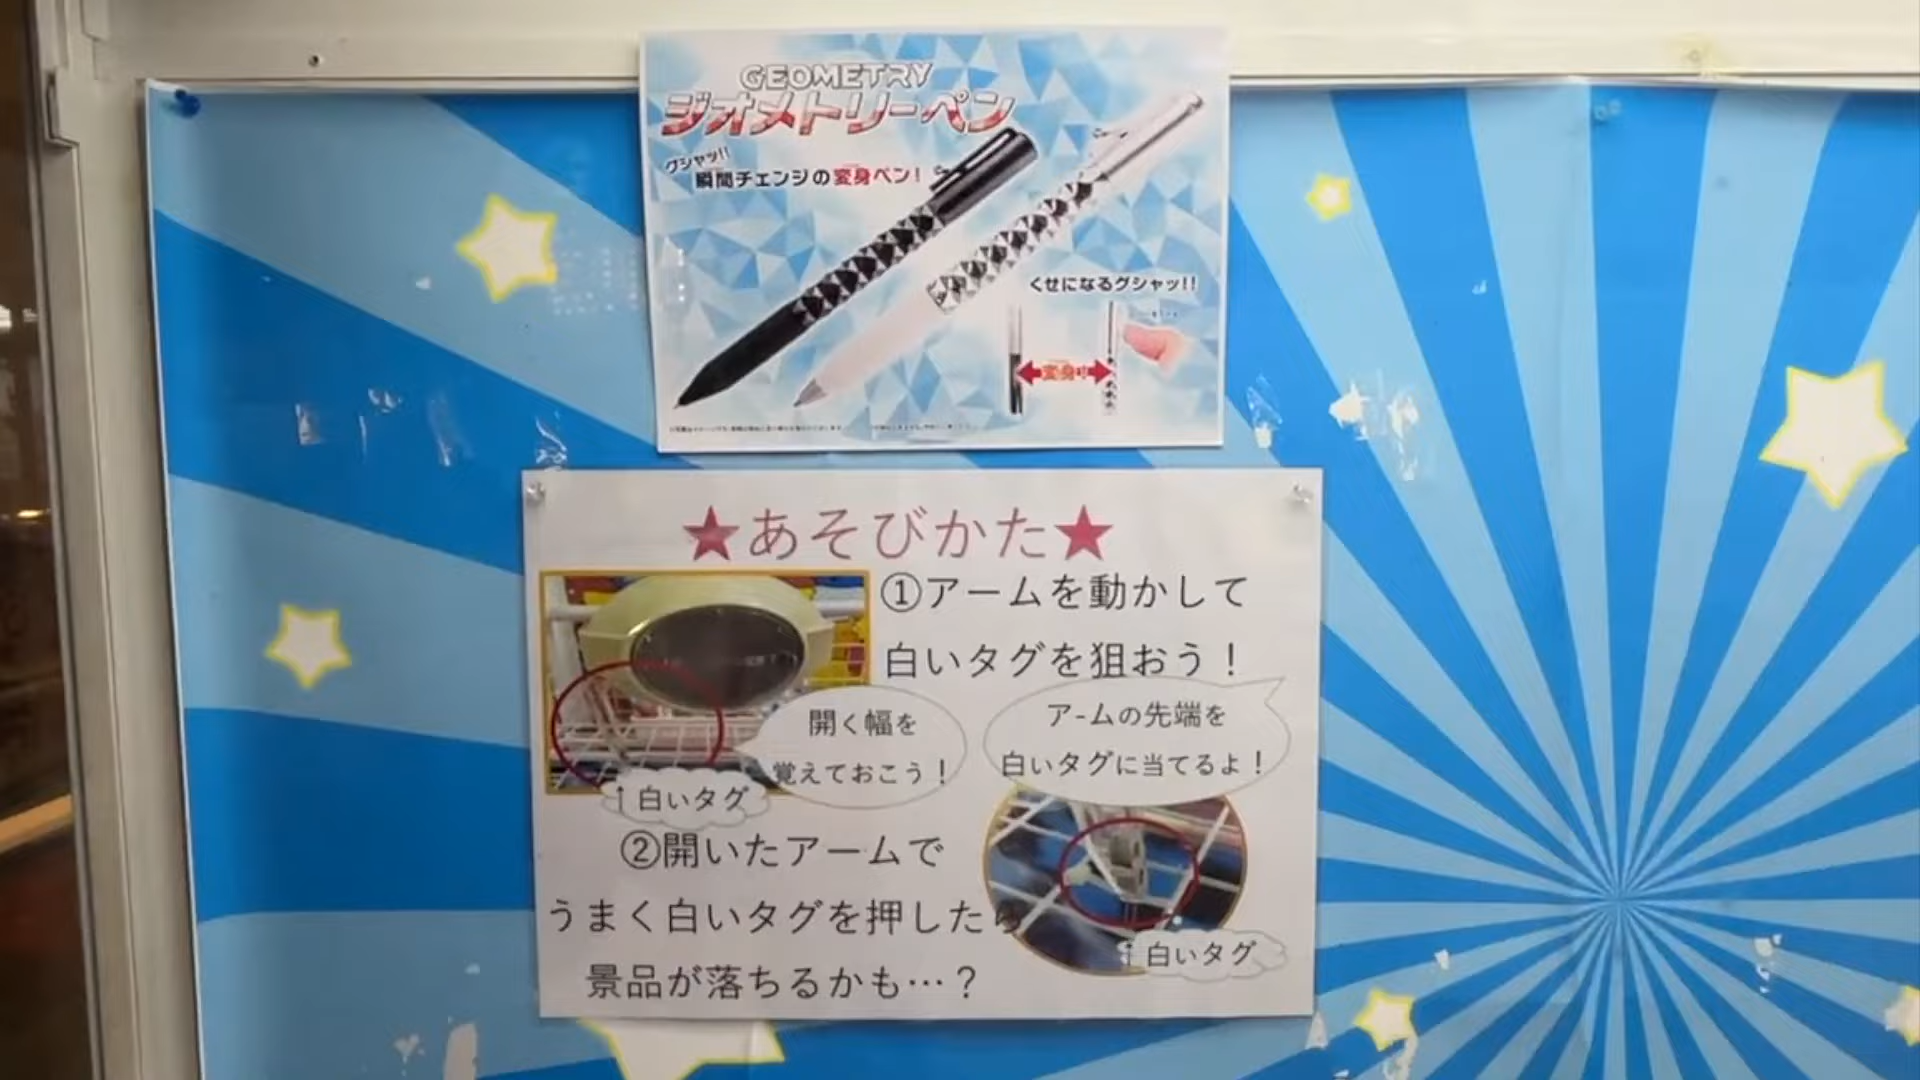 GEOMETRY
ジオメトリーペン
グシャッ!!
瞬間チェンジの変身ペン!
くせになるグシャッ!!
変身!
★あそびかた★
①アームを動かして
白いタグを狙おう！
開く幅を
覚えておこう！
アームの先端を
白いタグに当てるよ！
↑白いタグ
②開いたアームで
うまく白いタグを押したら
景品が落ちるかも…？
↑白いタグ